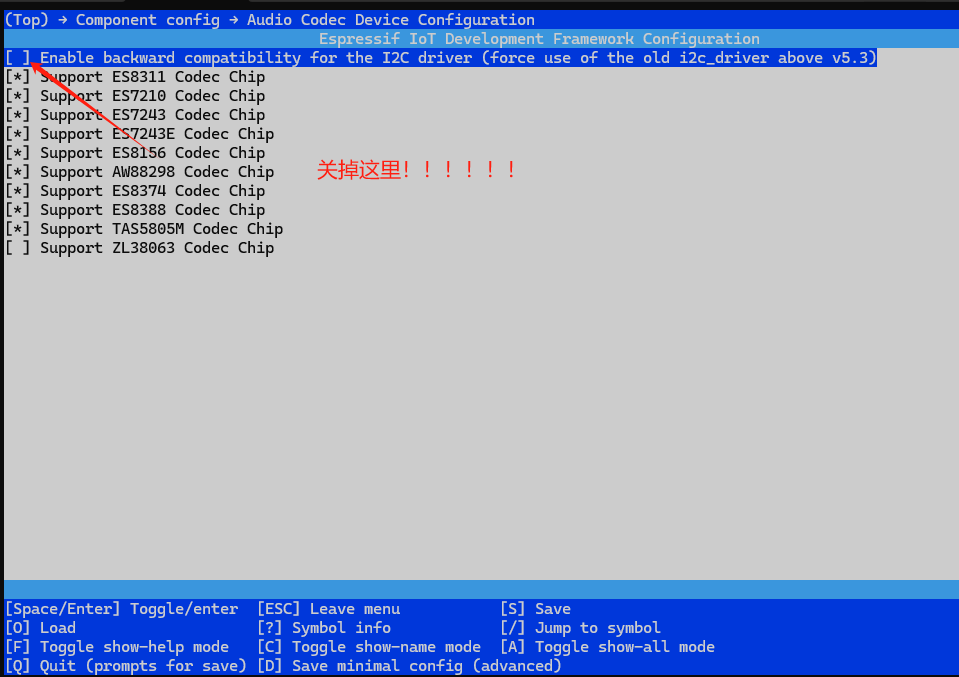 (Top) → Component config → Audio Codec Device Configuration
Espressif IoT Development Framework Configuration
[ ] Enable backward compatibility for the I2C driver (force use of the old i2c_driver above v5.3)
[*] Support ES8311 Codec Chip
[*] Support ES7210 Codec Chip
[*] Support ES7243 Codec Chip
[*] Support ES7243E Codec Chip
[*] Support ES8156 Codec Chip
[*] Support AW88298 Codec Chip
关掉这里！！！！！！
[*] Support ES8374 Codec Chip
[*] Support ES8388 Codec Chip
[*] Support TAS5805M Codec Chip
[ ] Support ZL38063 Codec Chip
[Space/Enter] Toggle/enter [ESC] Leave menu [S] Save
[O] Load [?] Symbol info [/] Jump to symbol
[F] Toggle show-help mode [C] Toggle show-name mode [A] Toggle show-all mode
[Q] Quit (prompts for save) [D] Save minimal config (advanced)